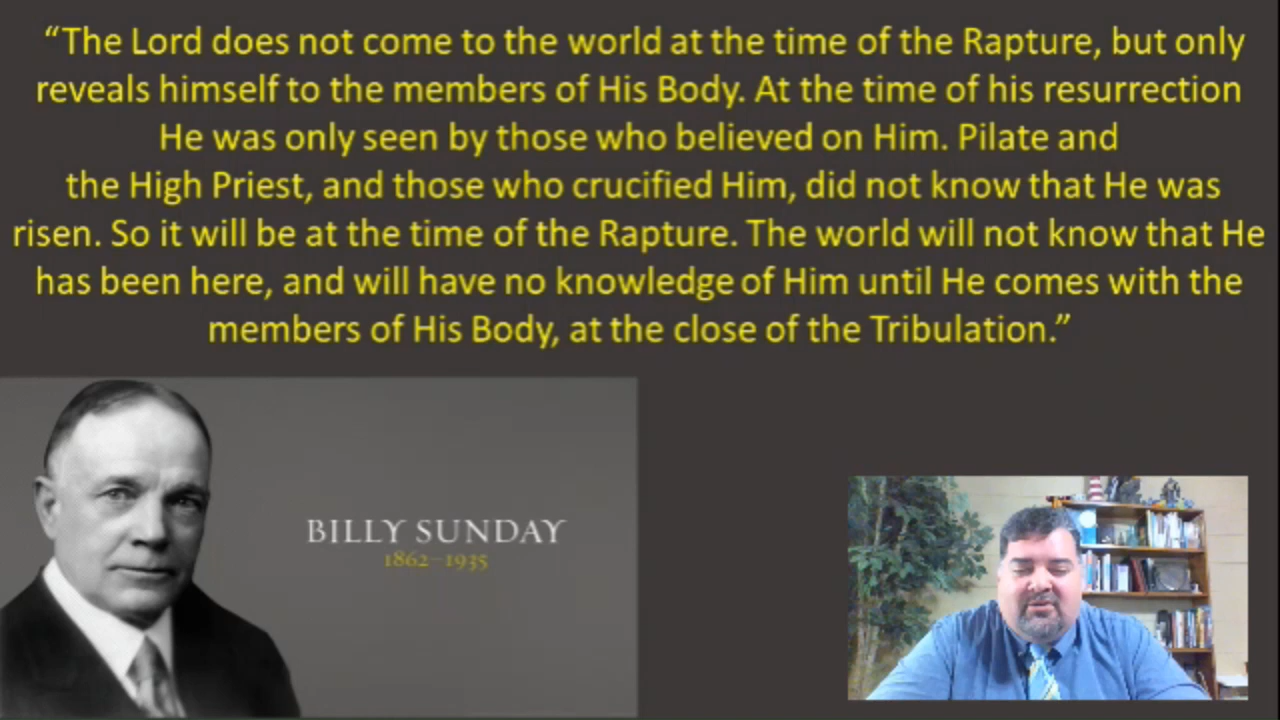 “The Lord does not come to the world at the time of the Rapture, but only
reveals himself to the members of His Body. At the time of his resurrection
He was only seen by those who believed on Him. Pilate and
the High Priest, and those who crucified Him, did not know that He was
risen. So it will be at the time of the Rapture. The world will not know that He
has been here, and will have no knowledge of Him until He comes with the
members of His Body, at the close of the Tribulation.”
BILLY SUNDAY
1862–1935